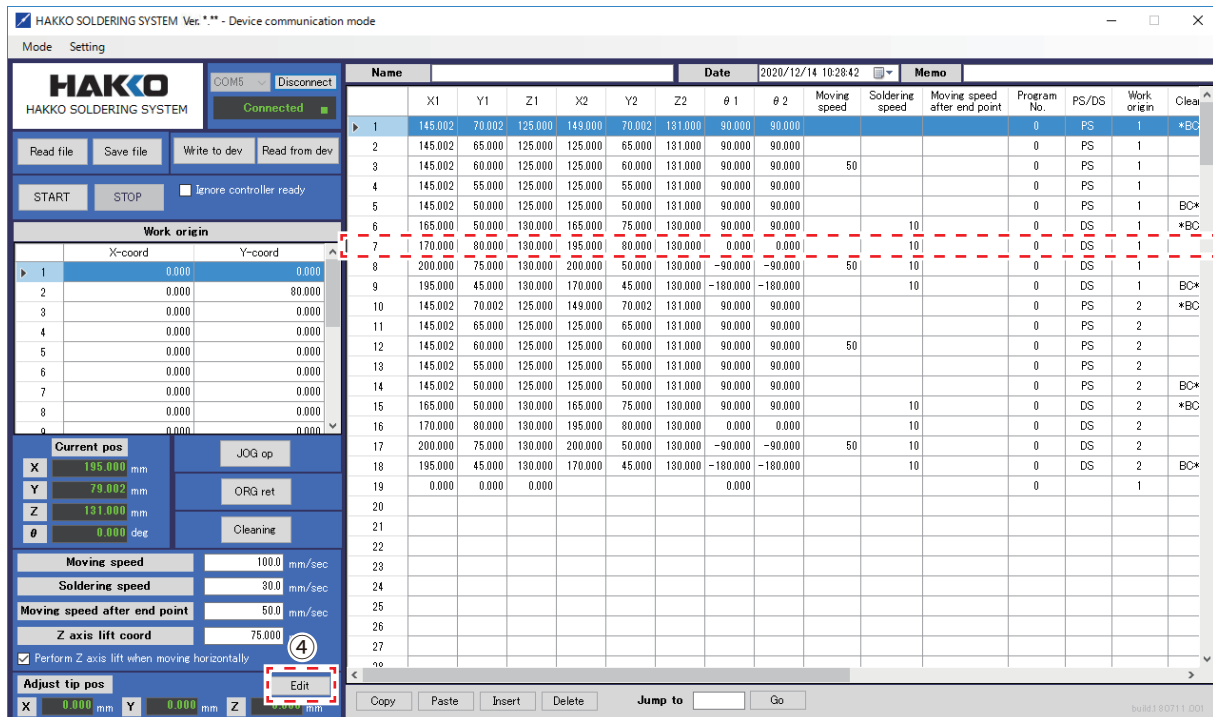 HAKKO SOLDERING SYSTEM Ver. *.** - Device communication mode
Mode Setting
HAKKO
HAKKO SOLDERING SYSTEM
COM5 Disconnect
Connected
Read file Save file Write to dev Read from dev
START STOP Ignore controller ready
Work origin
X-coord Y-coord
1 0.000 0.000
2 0.000 80.000
3 0.000 0.000
4 0.000 0.000
5 0.000 0.000
6 0.000 0.000
7 0.000 0.000
8 0.000 0.000
9 0.000 0.000
Current pos
X 195.000 mm
Y 79.002 mm
Z 131.000 mm
θ 0.000 deg
JOG op
ORG ret
Cleaning
Moving speed 100.0 mm/sec
Soldering speed 30.0 mm/sec
Moving speed after end point 50.0 mm/sec
Z axis lift coord 75.000
④
Perform Z axis lift when moving horizontally
Adjust tip pos Edit
X 0.000 mm Y 0.000 mm Z 0.000 mm
Name Date 2020/12/14 10:28:42 Memo
X1 Y1 Z1 X2 Y2 Z2 θ 1 θ 2 Moving speed Soldering speed Moving speed after end point Program No. PS/DS Work origin Clear
1 145.002 70.002 125.000 149.000 70.002 131.000 90.000 90.000 0 PS 1 *BC
2 145.002 65.000 125.000 125.000 65.000 131.000 90.000 90.000 0 PS 1
3 145.002 60.000 125.000 125.000 60.000 131.000 90.000 90.000 50 0 PS 1
4 145.002 55.000 125.000 125.000 55.000 131.000 90.000 90.000 0 PS 1
5 145.002 50.000 125.000 125.000 50.000 131.000 90.000 90.000 0 PS 1 BC*
6 165.000 50.000 130.000 165.000 75.000 130.000 90.000 90.000 10 0 DS 1 *BC
7 170.000 80.000 130.000 195.000 80.000 130.000 0.000 0.000 10 0 DS 1
8 200.000 75.000 130.000 200.000 50.000 130.000 -90.000 -90.000 50 10 0 DS 1
9 195.000 45.000 130.000 170.000 45.000 130.000 -180.000 -180.000 10 0 DS 1 BC*
10 145.002 70.002 125.000 149.000 70.002 131.000 90.000 90.000 0 PS 2 *BC
11 145.002 65.000 125.000 125.000 65.000 131.000 90.000 90.000 0 PS 2
12 145.002 60.000 125.000 125.000 60.000 131.000 90.000 90.000 50 0 PS 2
13 145.002 55.000 125.000 125.000 55.000 131.000 90.000 90.000 0 PS 2
14 145.002 50.000 125.000 125.000 50.000 131.000 90.000 90.000 0 PS 2 BC*
15 165.000 50.000 130.000 165.000 75.000 130.000 90.000 90.000 10 0 DS 2 *BC
16 170.000 80.000 130.000 195.000 80.000 130.000 0.000 0.000 10 0 DS 2
17 200.000 75.000 130.000 200.000 50.000 130.000 -90.000 -90.000 50 10 0 DS 2
18 195.000 45.000 130.000 170.000 45.000 130.000 -180.000 -180.000 10 0 DS 2 BC*
19 0.000 0.000 0.000 0.000 0 1
20
21
22
23
24
25
26
27
28
Copy Paste Insert Delete Jump to Go
build:180711.001